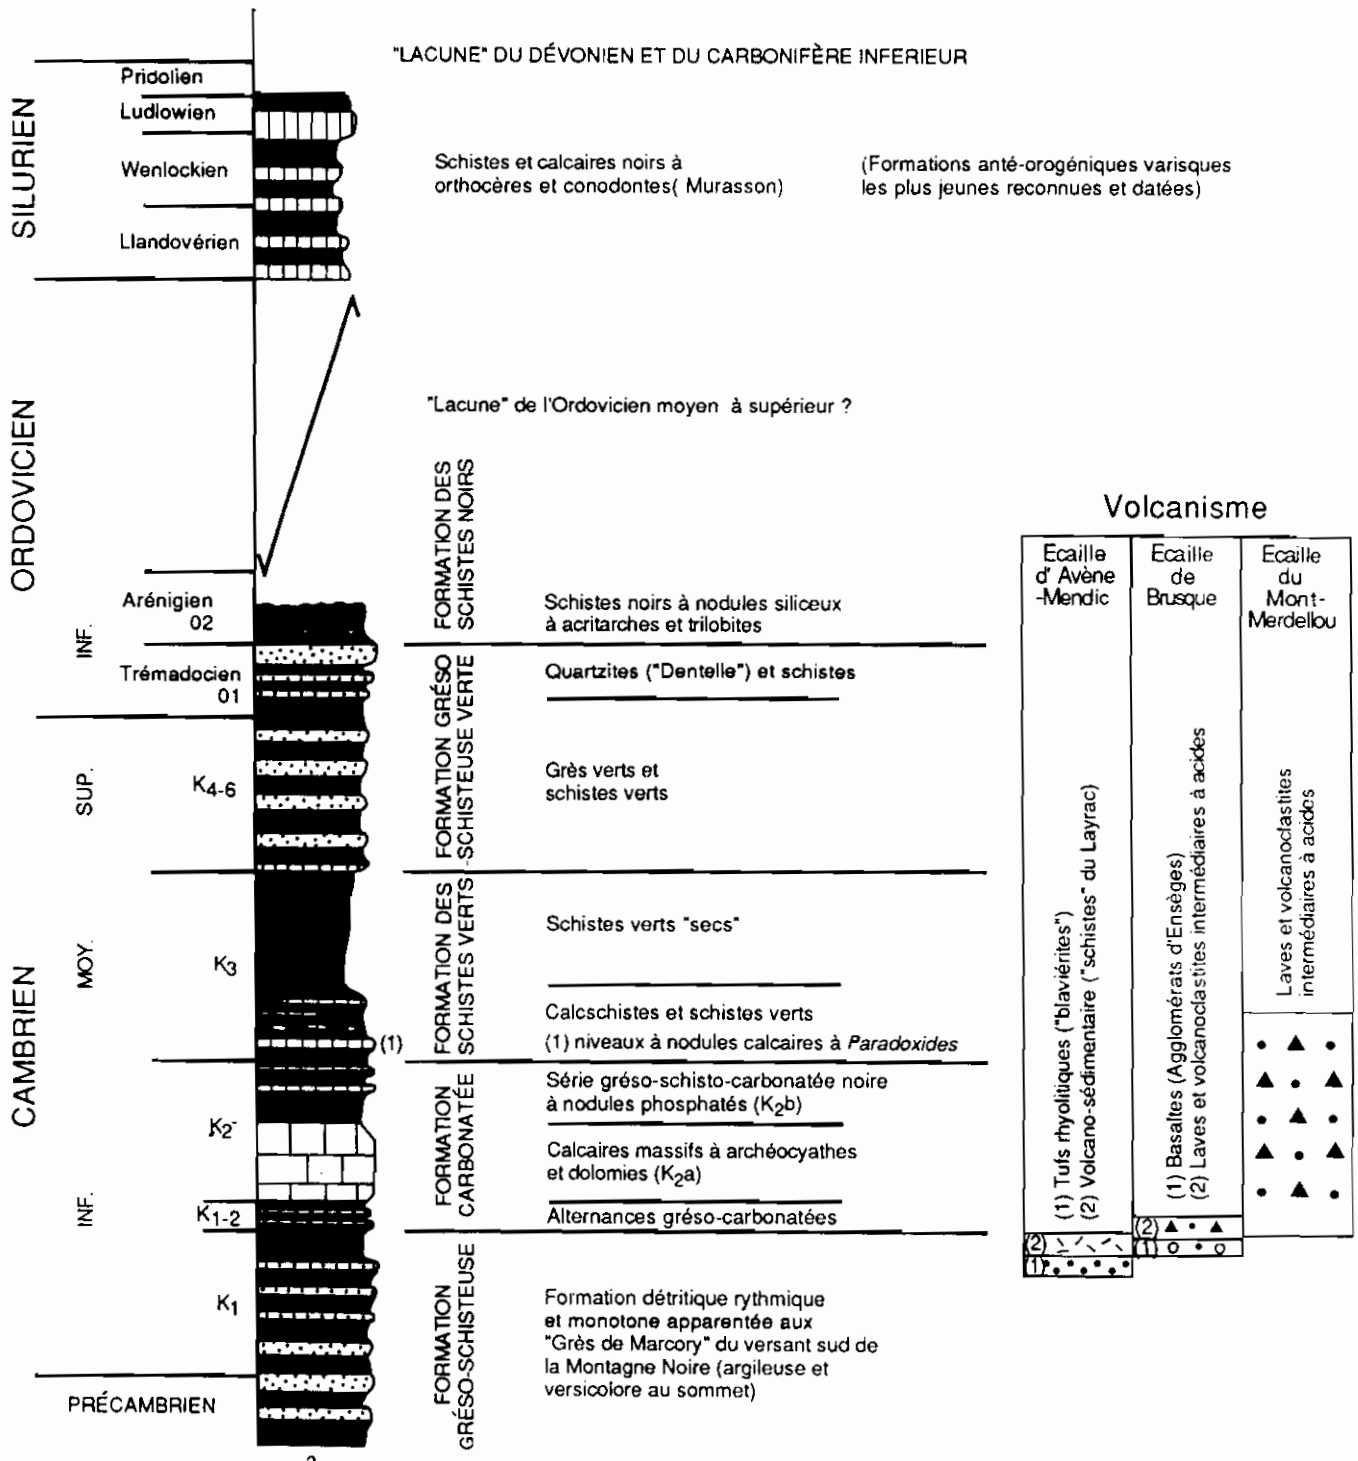 "LACUNE" DU DÉVONIEN ET DU CARBONIFÈRE INFERIEUR
SILURIEN
Pridolien
Ludlowien
Wenlockien
Llandovérien
Schistes et calcaires noirs à
orthocères et conodontes( Murasson)
(Formations anté-orogéniques varisques
les plus jeunes reconnues et datées)
ORDOVICIEN
"Lacune" de l'Ordovicien moyen à supérieur ?
INF.
Arénigien
02
Trémadocien
01
FORMATION DES
SCHISTES NOIRS
Schistes noirs à nodules siliceux
à acritarches et trilobites
FORMATION GRÉSO
-SCHISTEUSE VERTE
Quartzites ("Dentelle") et schistes
Grès verts et
schistes verts
CAMBRIEN
SUP.
K4-6
MOY.
K3
(1)
FORMATION DES
SCHISTES VERTS
Schistes verts "secs"
Calcschistes et schistes verts
(1) niveaux à nodules calcaires à Paradoxides
INF.
K2-
K1-2
K1
FORMATION
CARBONATÉE
Série gréso-schisto-carbonatée noire
à nodules phosphatés (K2b)
Calcaires massifs à archéocyathes
et dolomies (K2a)
Alternances gréso-carbonatées
FORMATION
GRÉSO-SCHISTEUSE
Formation détritique rythmique
et monotone apparentée aux
"Grès de Marcory" du versant sud de
la Montagne Noire (argileuse et
versicolore au sommet)
PRÉCAMBRIEN
?
Volcanisme
Ecaille
d' Avène
-Mendic
(1) Tufs rhyolitiques ("blaviérites")
(2) Volcano-sédimentaire ("schistes" du Layrac)
(2)
(1)
Ecaille
de
Brusque
(1) Basaltes (Agglomérats d'Ensèges)
(2) Laves et volcanoclastites intermédiaires à acides
(2)
(1)
Ecaille
du
Mont-
Merdellou
Laves et volcanoclastites
intermédiaires à acides